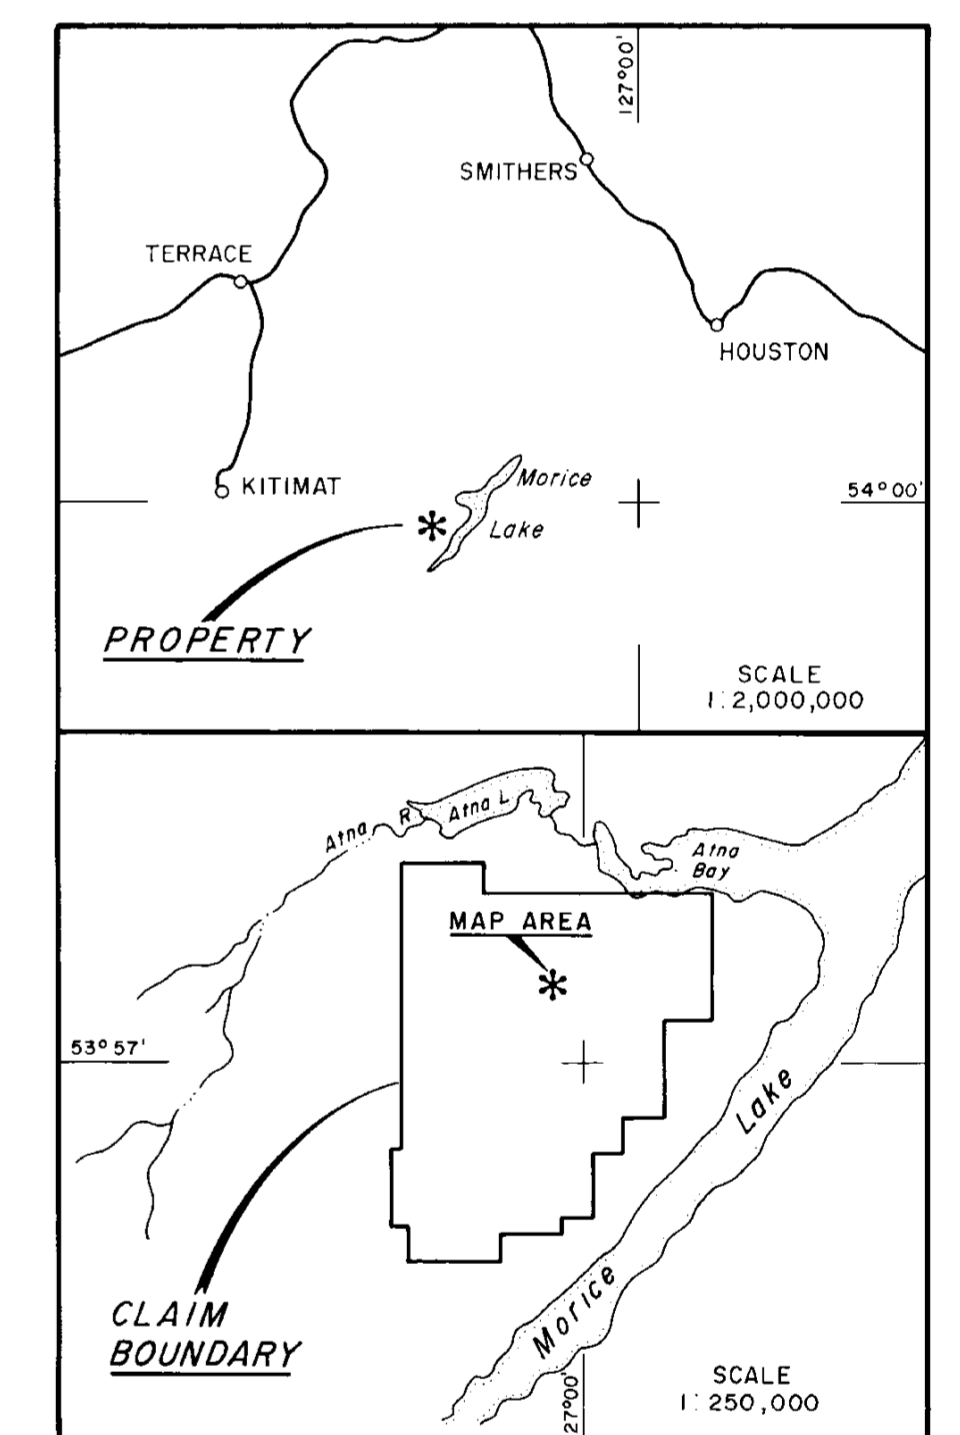 127°00'
SMITHERS
TERRACE
HOUSTON
KITIMAT
Morice
Lake
54°00'
PROPERTY
SCALE
1:2,000,000
Atna R.
Atna L
Atna
Bay
MAP AREA
53°57'
Morice Lake
CLAIM
BOUNDARY
SCALE
1:250,000
27°00'